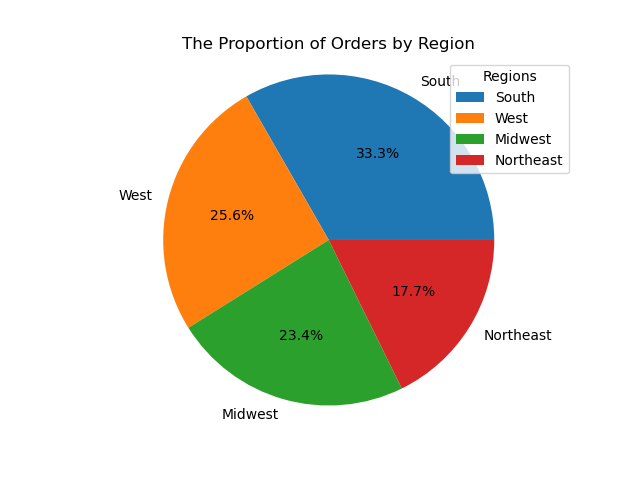 The Proportion of Orders by Region
South
Regions
South
West
Midwest
Northeast
33.3%
West
25.6%
17.7%
23.4%
Northeast
Midwest